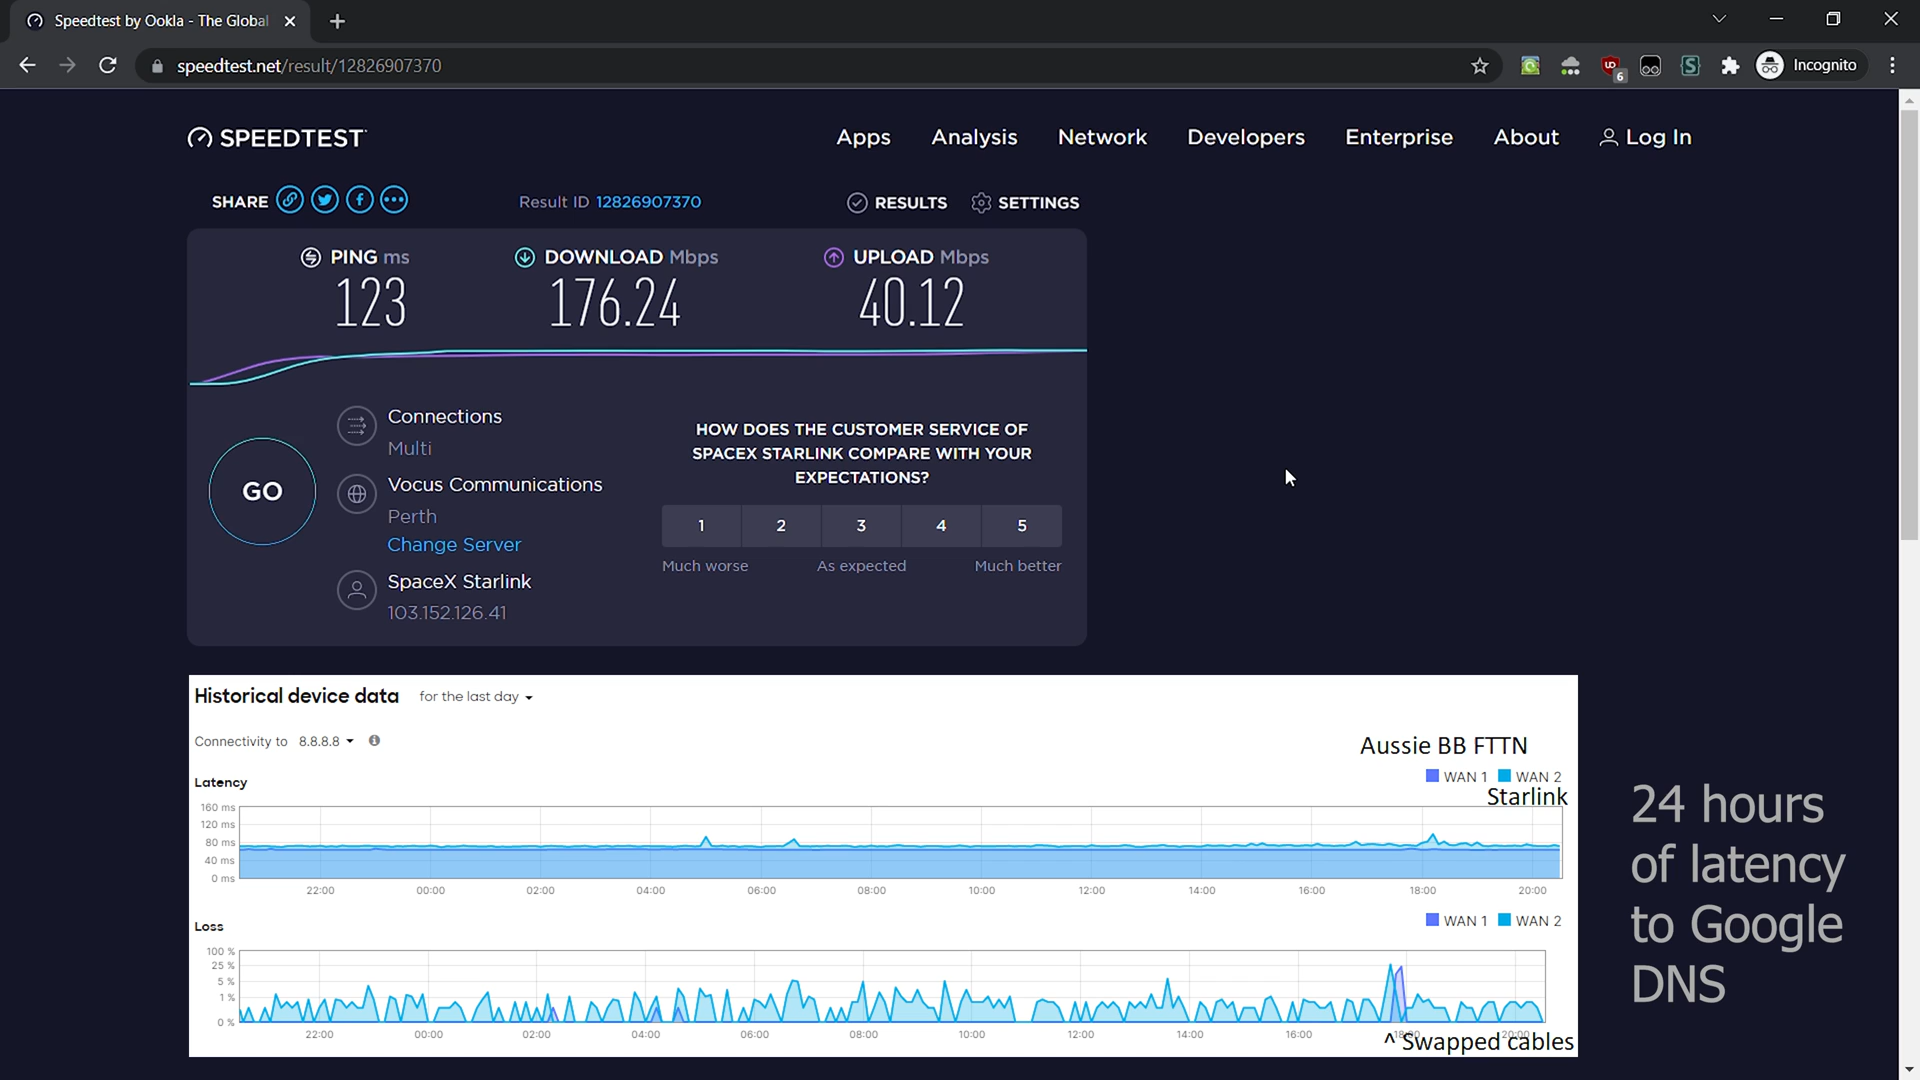 Speedtest by Ookla - The Global
speedtest.net/result/12826907370
6
Incognito
SPEEDTEST
Apps
Analysis
Network
Developers
Enterprise
About
Log In
SHARE
Result ID 12826907370
RESULTS
SETTINGS
PING ms
DOWNLOAD Mbps
UPLOAD Mbps
123
176.24
40.12
GO
Connections
Multi
Vocus Communications
Perth
Change Server
SpaceX Starlink
103.152.126.41
HOW DOES THE CUSTOMER SERVICE OF
SPACEX STARLINK COMPARE WITH YOUR
EXPECTATIONS?
1 2 3 4 5
Much worse As expected Much better
Historical device data for the last day
Connectivity to 8.8.8.8
Aussie BB FTTN
Latency
WAN 1 WAN 2
Starlink
160 ms
120 ms
80 ms
40 ms
0 ms
22:00 00:00 02:00 04:00 06:00 08:00 10:00 12:00 14:00 16:00 18:00 20:00
Loss
WAN 1 WAN 2
100 %
25 %
5 %
1 %
0 %
22:00 00:00 02:00 04:00 06:00 08:00 10:00 12:00 14:00 16:00 18:00 20:00
^ Swapped cables
24 hours
of latency
to Google
DNS